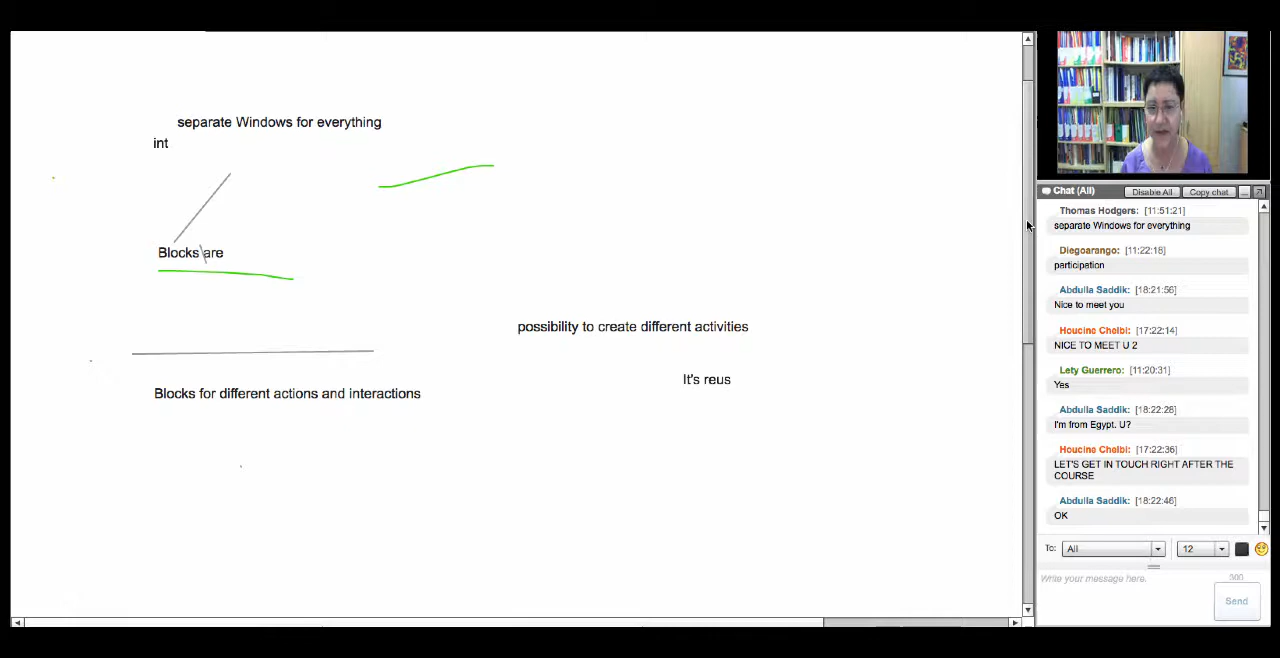 separate Windows for everything
int
Blocks are
possibility to create different activities
It's reus
Blocks for different actions and interactions
Chat (All)
Disable All
Copy chat
Thomas Hodgers: [11:51:21]
separate Windows for everything
Diegoarango: [11:22:18]
participation
Abdulla Saddik: [18:21:56]
Nice to meet you
Houcine Chelbi: [17:22:14]
NICE TO MEET U 2
Lety Guerrero: [11:20:31]
Yes
Abdulla Saddik: [18:22:28]
I'm from Egypt. U?
Houcine Chelbi: [17:22:36]
LET'S GET IN TOUCH RIGHT AFTER THE
COURSE
Abdulla Saddik: [18:22:46]
OK
To: All 12
Write your message here. 300
Send